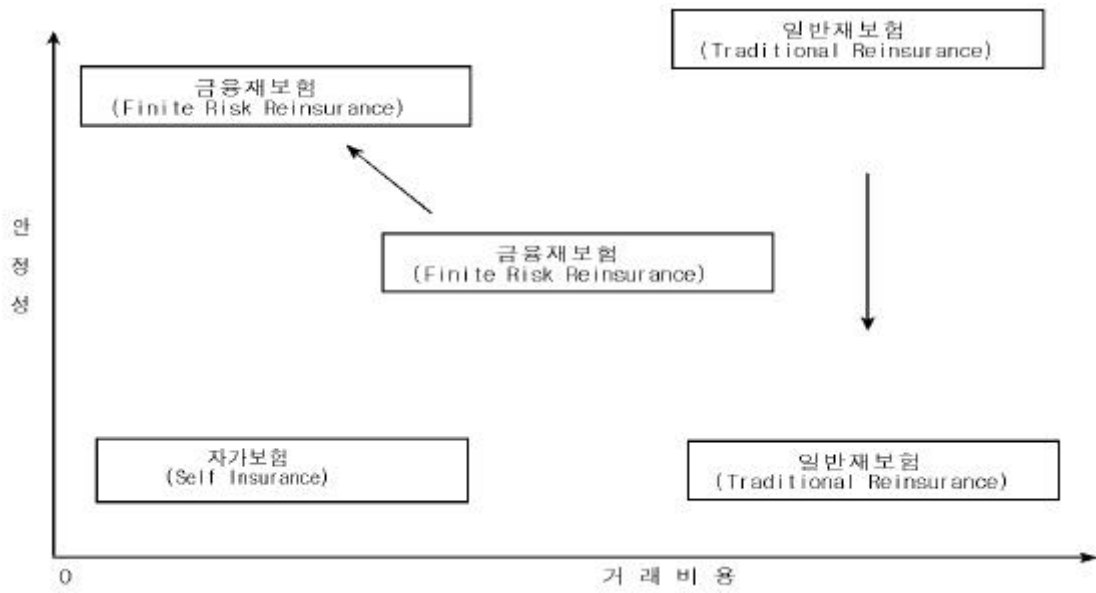 일반재보험
(Traditional Reinsurance)
금융재보험
(Finite Risk Reinsurance)
안
정
성
금융재보험
(Finite Risk Reinsurance)
자가보험
(Self Insurance)
일반재보험
(Traditional Reinsurance)
0
거 래 비 용